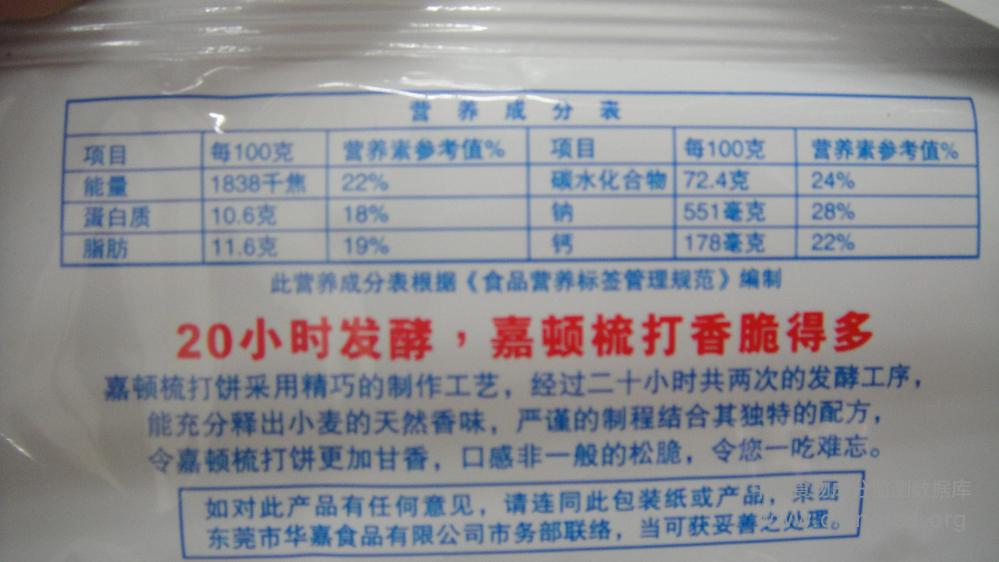 营养成分表
项目 每100克 营养素参考值% 项目 每100克 营养素参考值%
能量 1838千焦 22% 碳水化合物 72.4克 24%
蛋白质 10.6克 18% 钠 551毫克 28%
脂肪 11.6克 19% 钙 178毫克 22%
此营养成分表根据《食品营养标签管理规范》编制
20小时发酵，嘉顿梳打香脆得多
嘉顿梳打饼采用精巧的制作工艺，经过二十小时共两次的发酵工序，
能充分释出小麦的天然香味，严谨的制程结合其独特的配方，
令嘉顿梳打饼更加甘香，口感非一般的松脆，令您一吃难忘。
如对此产品有任何意见，请连同此包装纸或产品，
东莞市华嘉食品有限公司市务部联络，当可获妥善之处理。